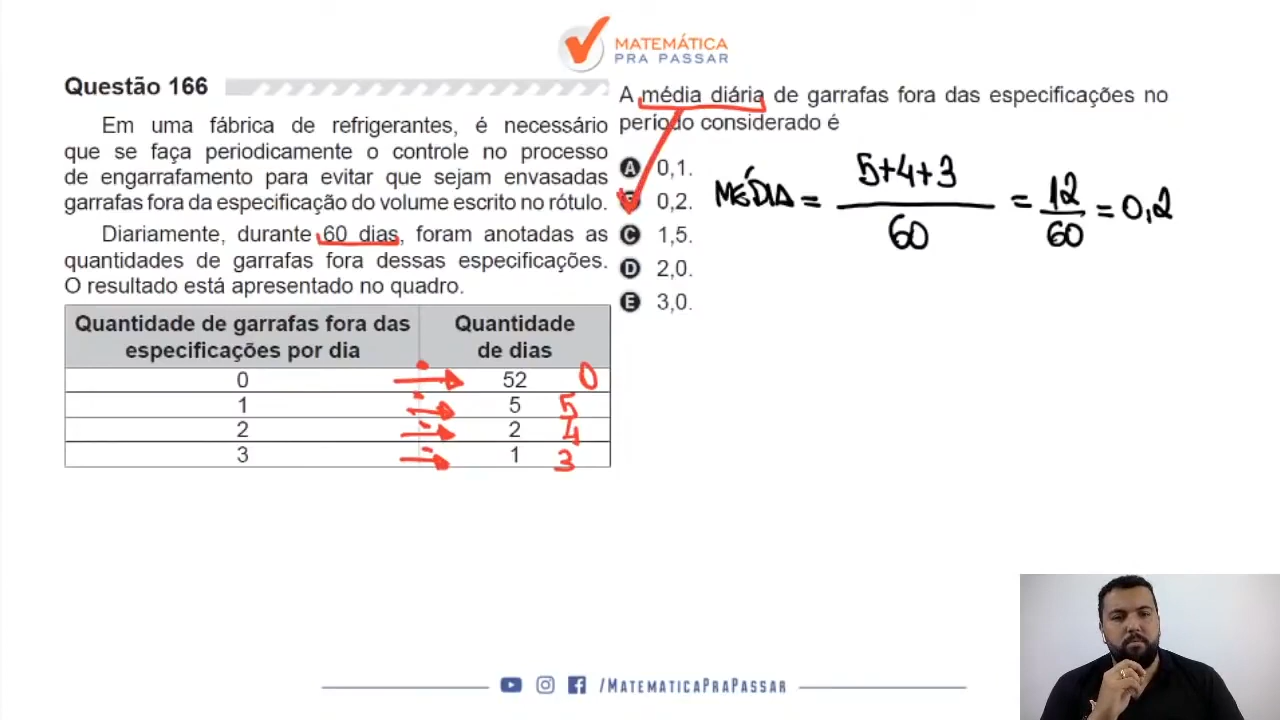 MATEMÁTICA
PRA PASSAR
Questão 166
Em uma fábrica de refrigerantes, é necessário
que se faça periodicamente o controle no processo
de engarrafamento para evitar que sejam envasadas
garrafas fora da especificação do volume escrito no rótulo.
Diariamente, durante 60 dias, foram anotadas as
quantidades de garrafas fora dessas especificações.
O resultado está apresentado no quadro.
Quantidade de garrafas fora das especificações por dia
Quantidade de dias
0 52 0
1 5 5
2 2 4
3 1 3
A média diária de garrafas fora das especificações no
período considerado é
A 0,1.
0,2.
C 1,5.
D 2,0.
E 3,0.
MÉDIA = 5+4+3 / 60 = 12 / 60 = 0,2
/MATEMATICAPRAPASSAR